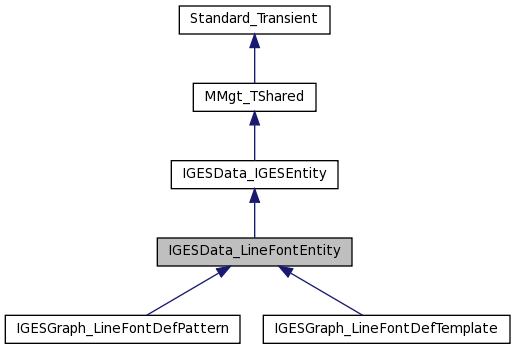 Standard_Transient
MMgt_TShared
IGESData_IGESEntity
IGESData_LineFontEntity
IGESGraph_LineFontDefPattern
IGESGraph_LineFontDefTemplate